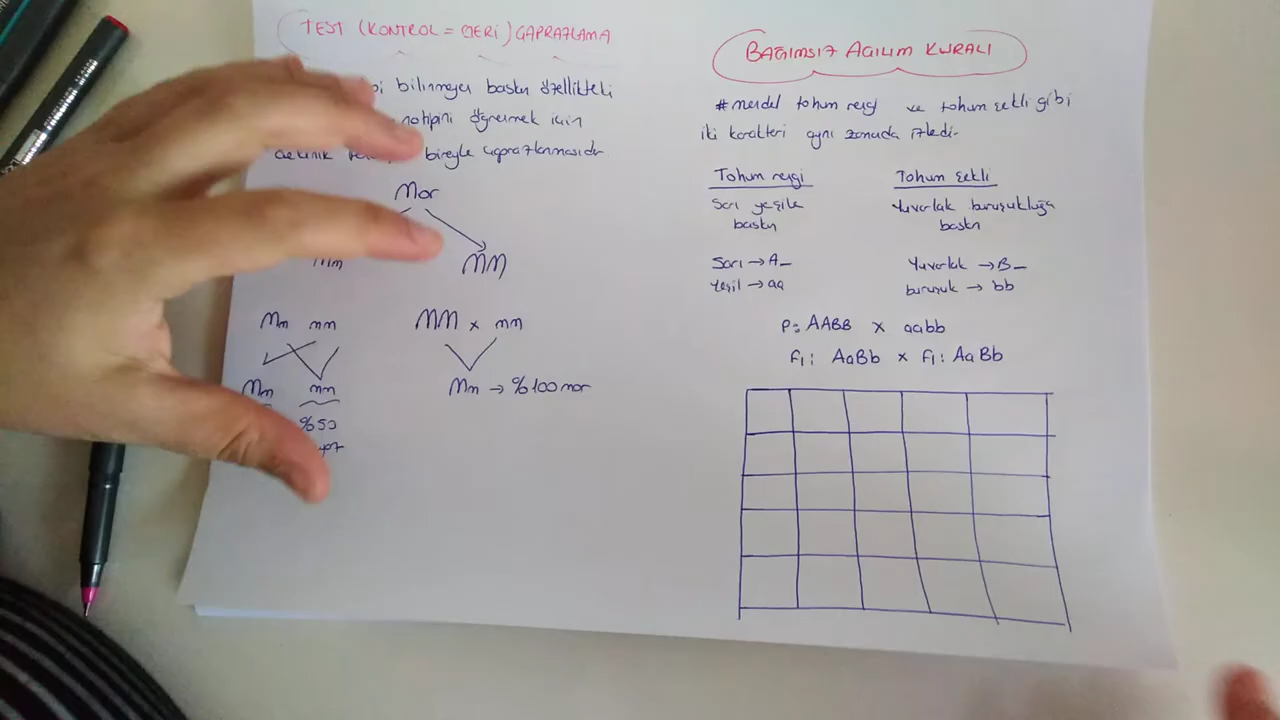 TEST (KONTROL = GERİ) ÇAPRAZLAMA
bilinmeyen baskın özellikteki
öğrenmek için
bireyle çaprazlanmasıdır
Mor
Mm
MM
Mm mm
MM x mm
Mm mm
Mm → %100 mor
%50
BAĞIMSIZ AÇILIM KURALI
#mendel tohum rengi ve tohum şekli gibi
iki karakteri aynı zamanda izledi.
Tohum rengi
Tohum şekli
Sarı yeşile
baskın
Yuvarlak buruşukluğa
baskın
Sarı → A_
Yeşil → aa
Yuvarlak → B_
buruşuk → bb
P: AABB x aabb
F₁: AaBb x F₁: AaBb